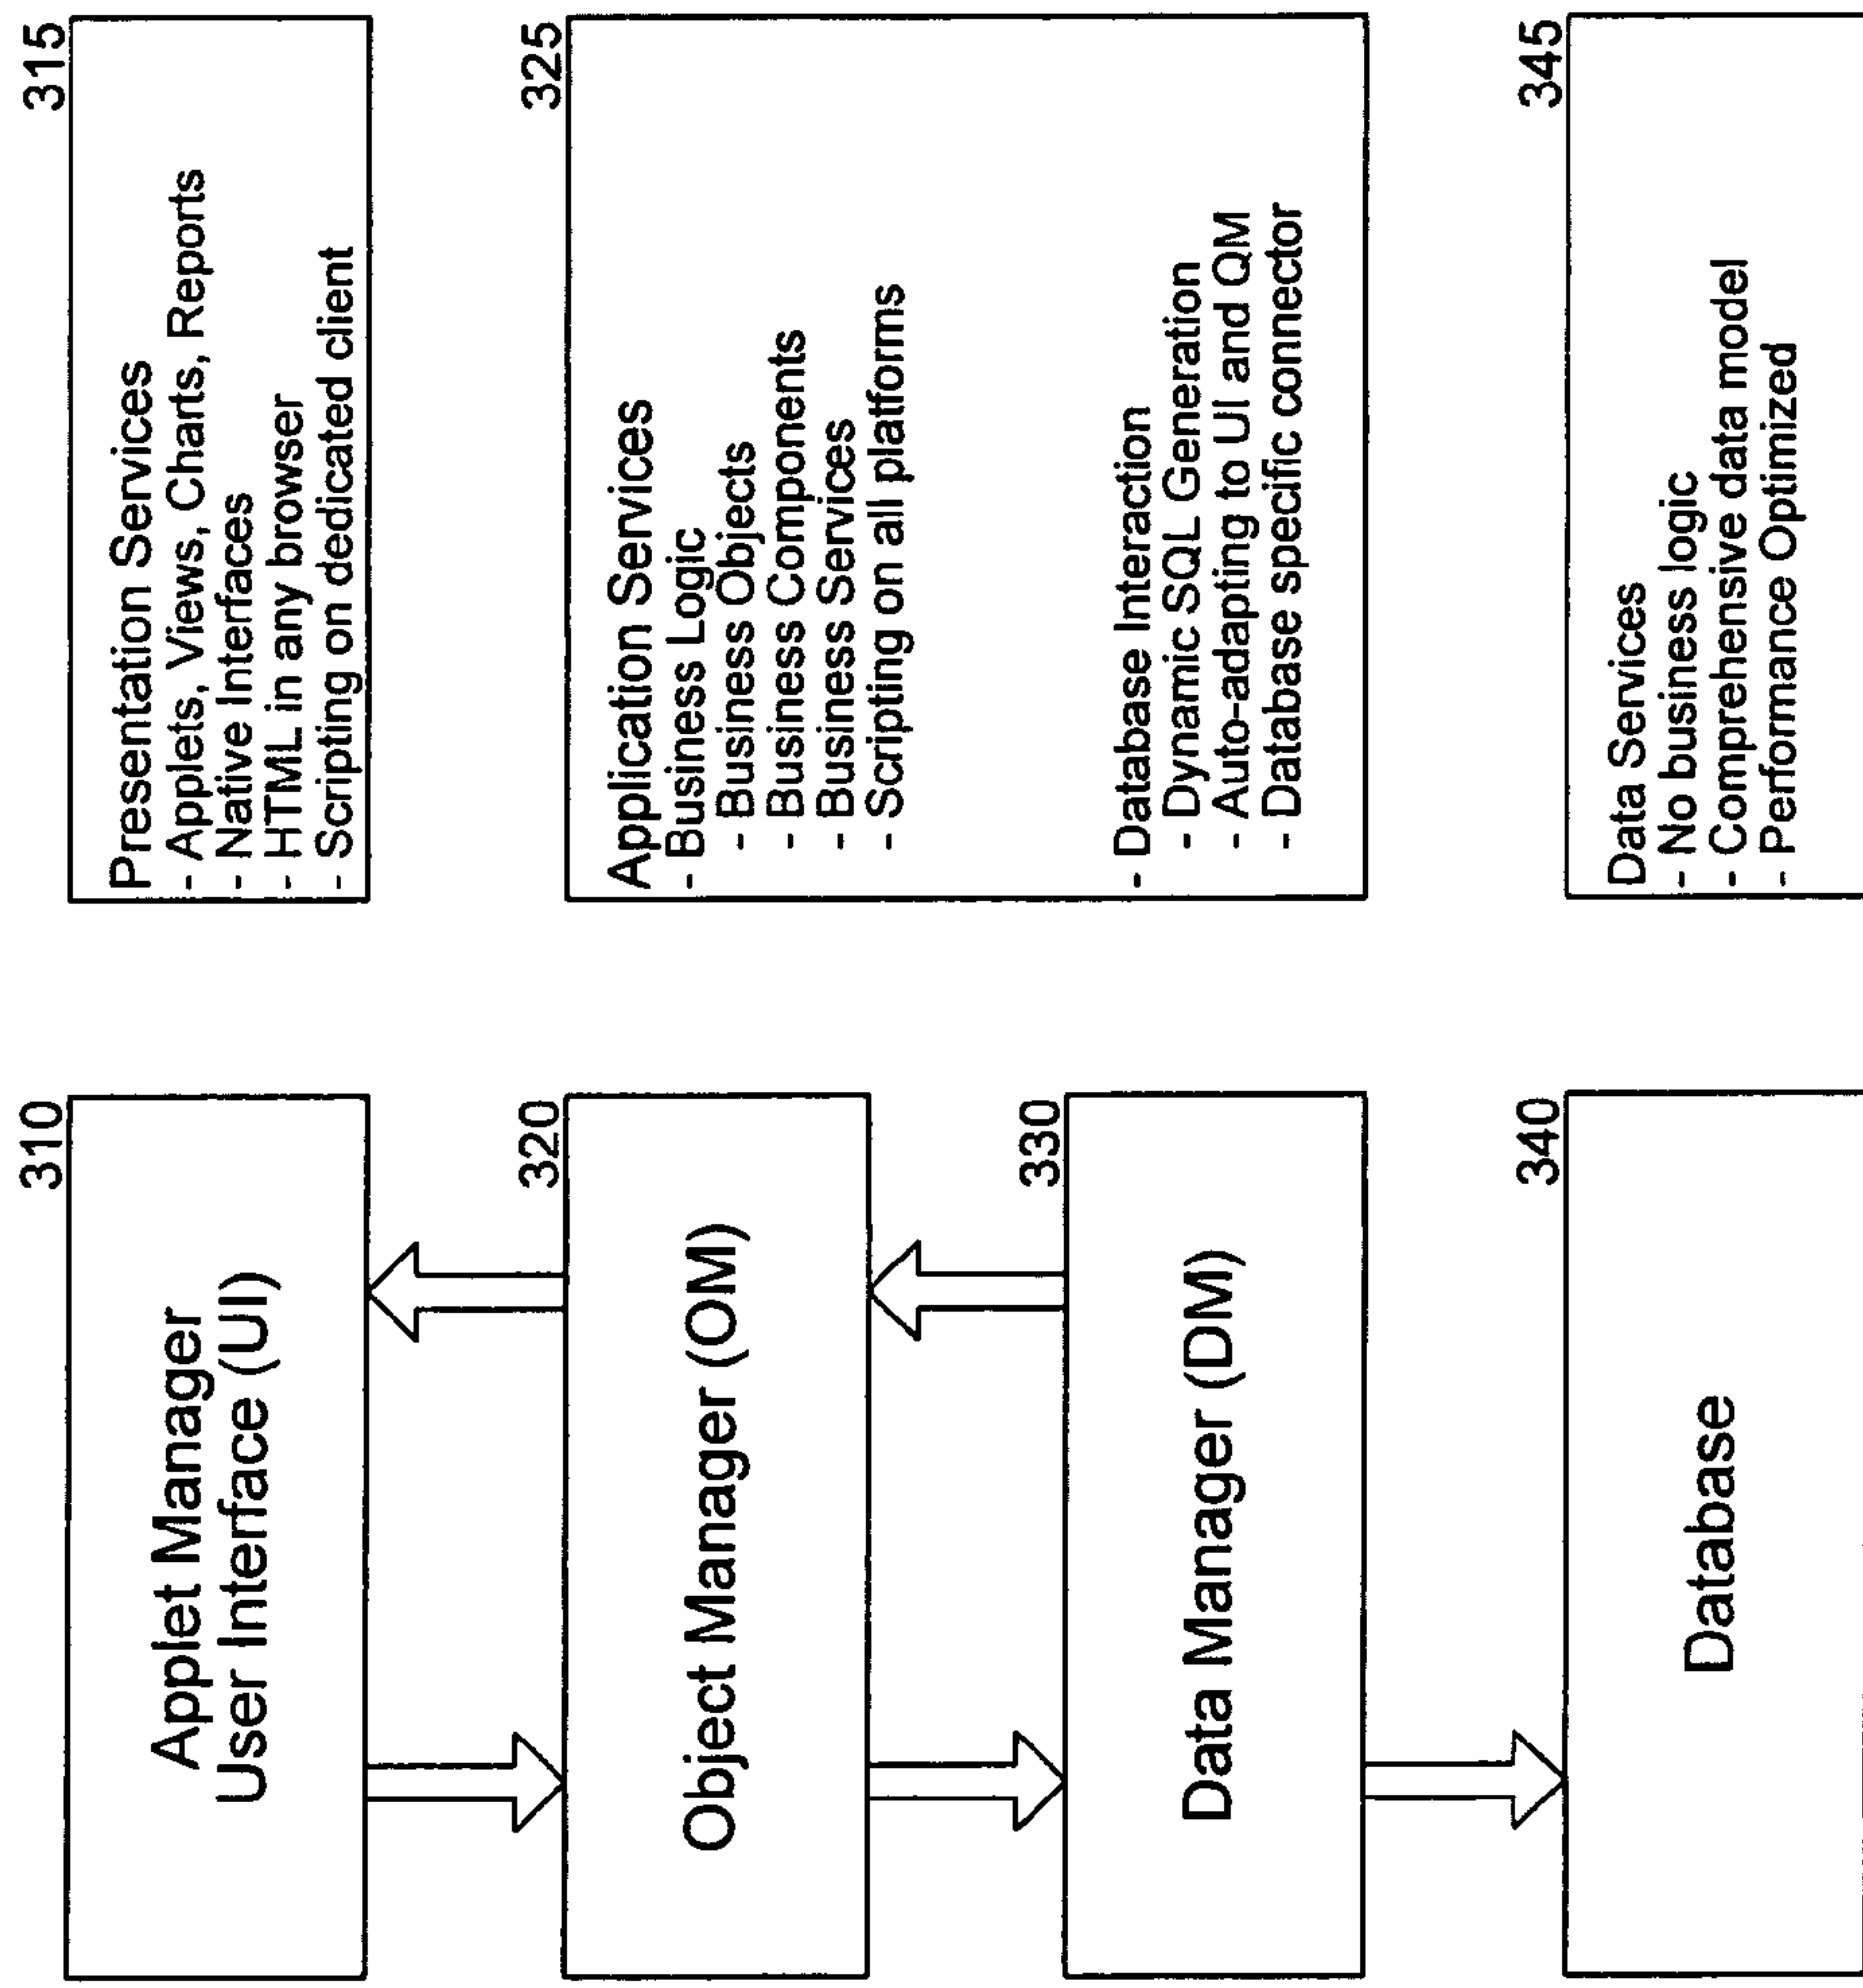 310
Applet Manager
User Interface (UI)
320
Object Manager (OM)
330
Data Manager (DM)
340
Database
315
Presentation Services
- Applets, Views, Charts, Reports
- Native Interfaces
- HTML in any browser
- Scripting on dedicated client
325
Application Services
- Business Logic
- Business Objects
- Business Components
- Business Services
- Scripting on all platforms
- Database Interaction
- Dynamic SQL Generation
- Auto-adapting to UI and QM
- Database specific connector
345
Data Services
- No business logic
- Comprehensive data model
- Performance Optimized